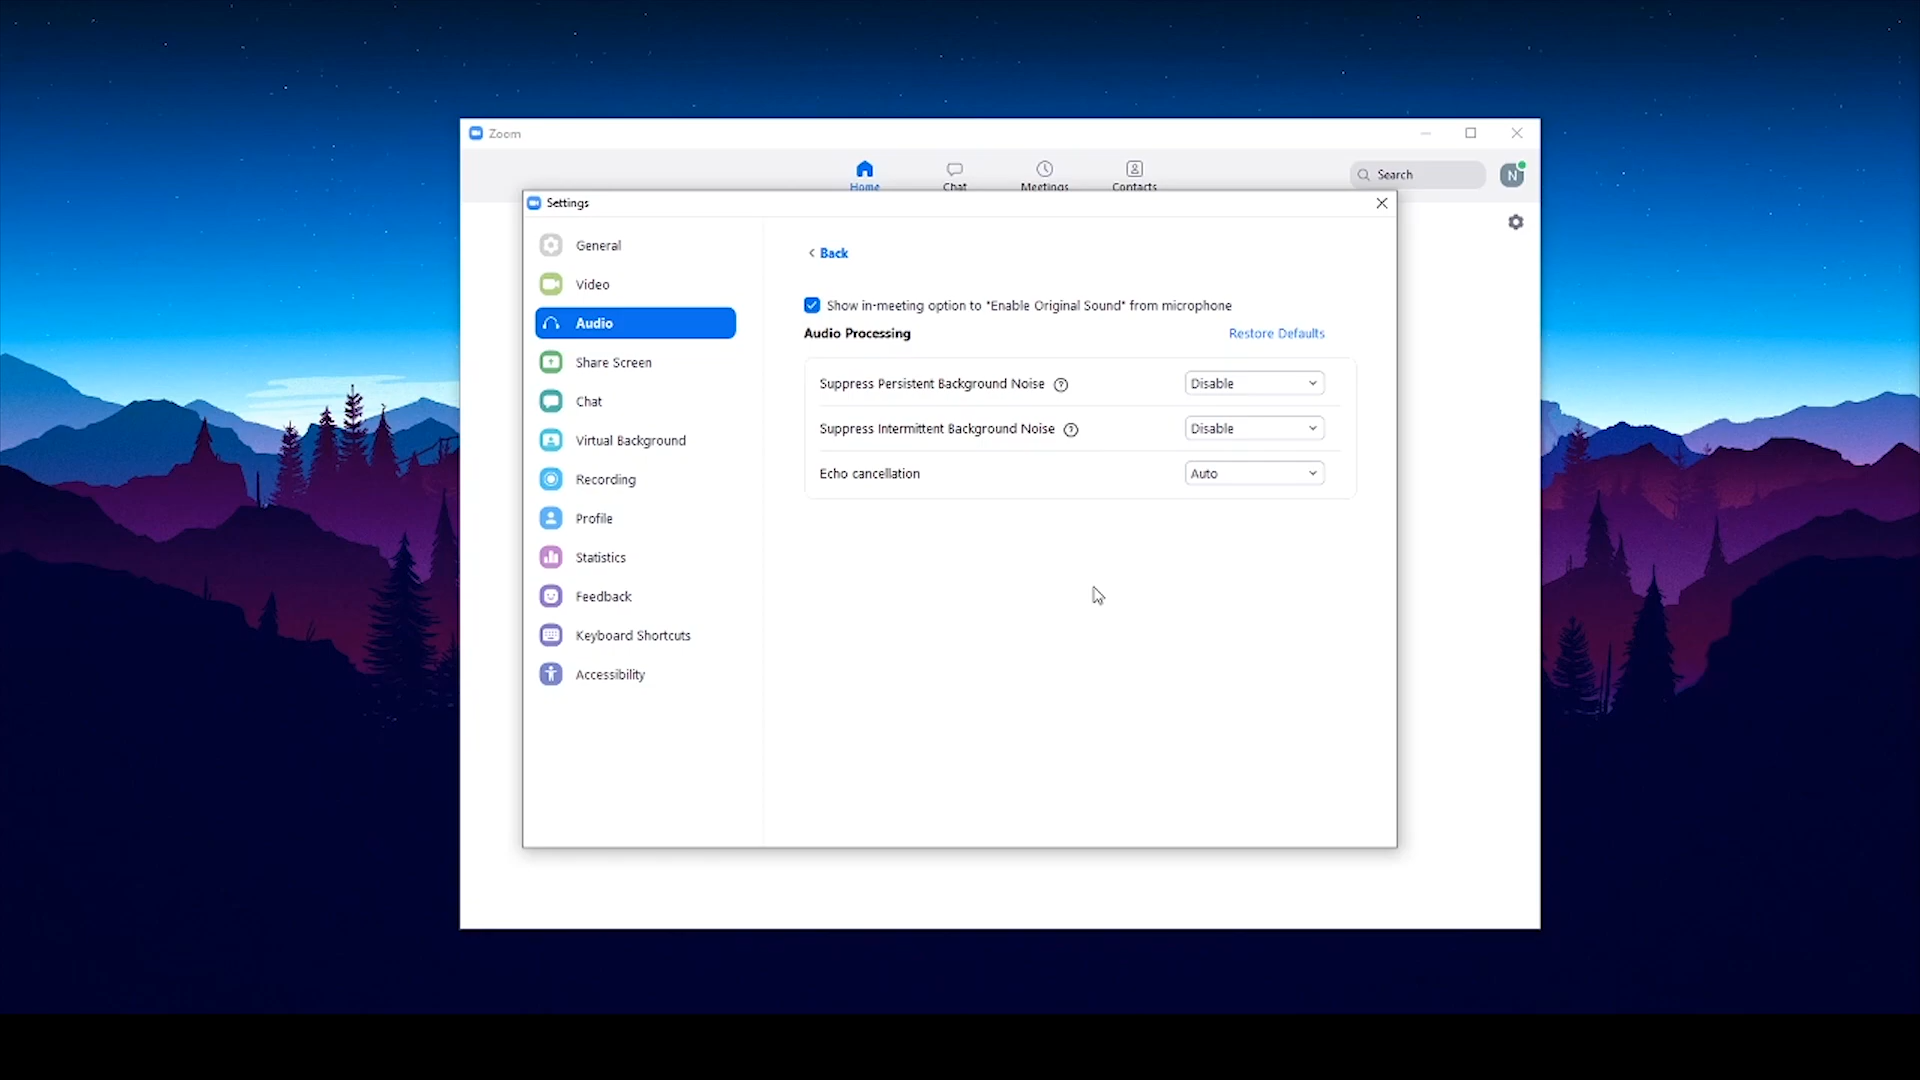 Zoom
Home
Chat
Meetings
Contacts
Search
N
Settings
General
Video
Audio
Share Screen
Chat
Virtual Background
Recording
Profile
Statistics
Feedback
Keyboard Shortcuts
Accessibility
Back
Show in-meeting option to "Enable Original Sound" from microphone
Audio Processing
Restore Defaults
Suppress Persistent Background Noise ?
Disable
Suppress Intermittent Background Noise ?
Disable
Echo cancellation
Auto